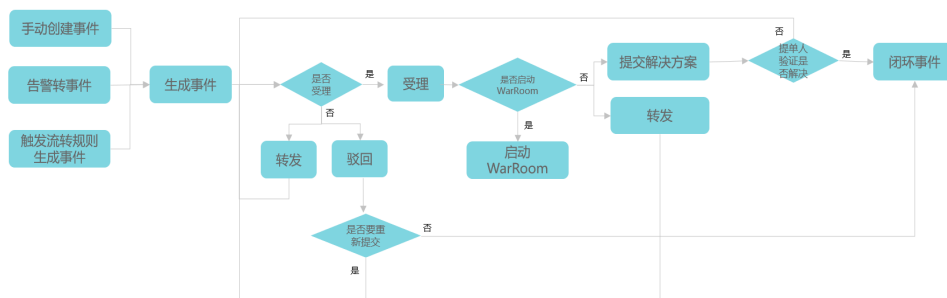 手动创建事件
告警转事件
触发流转规则
生成事件
生成事件
是否
受理
是
否
受理
转发
驳回
是否启动
WarRoom
否
是
启动
WarRoom
提交解决方案
转发
否
提单人
验证是
否解决
是
闭环事件
是否要重
新提交
否
是